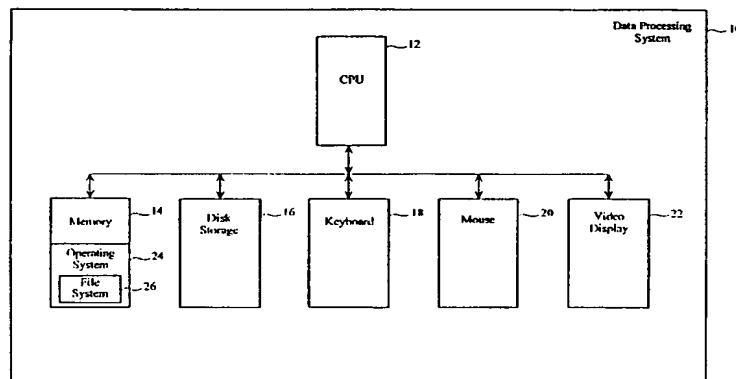 Data Processing
System
12
CPU
Memory
14
Operating
System
24
File
System
26
Disk
Storage
16
Keyboard
18
Mouse
20
Video
Display
22